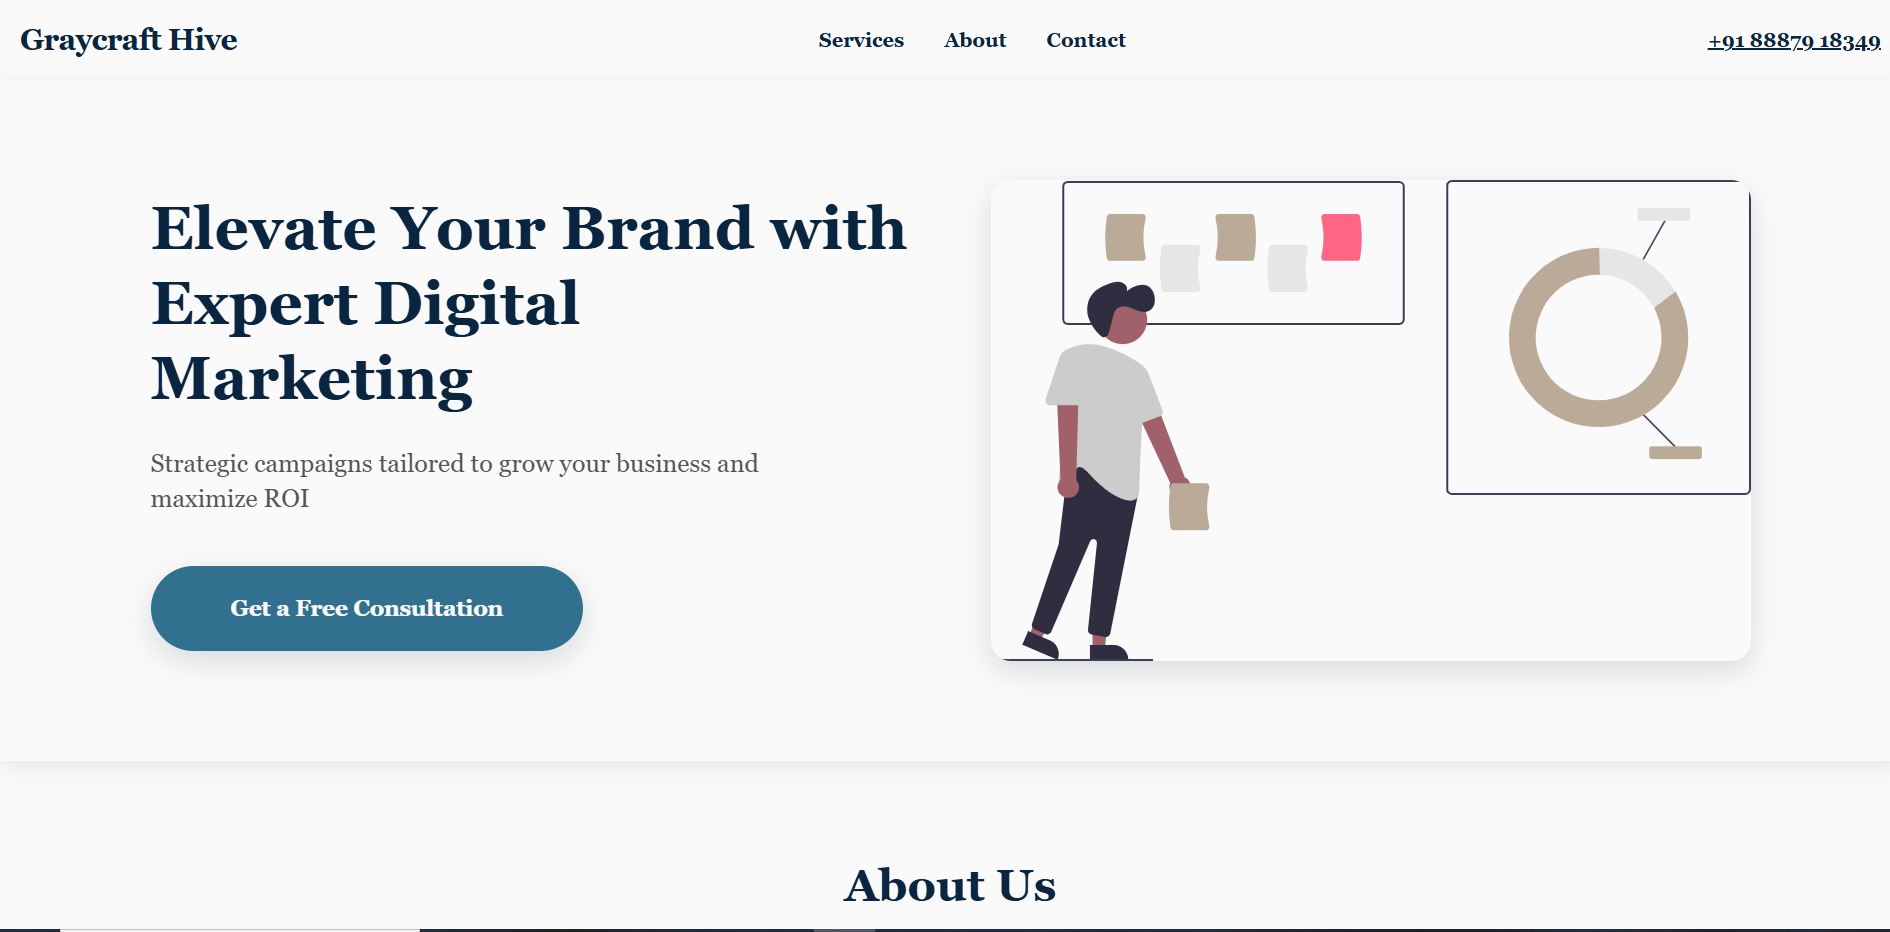 Graycraft Hive
Services About Contact
+91 88879 18349
Elevate Your Brand with
Expert Digital
Marketing
Strategic campaigns tailored to grow your business and
maximize ROI
Get a Free Consultation
About Us